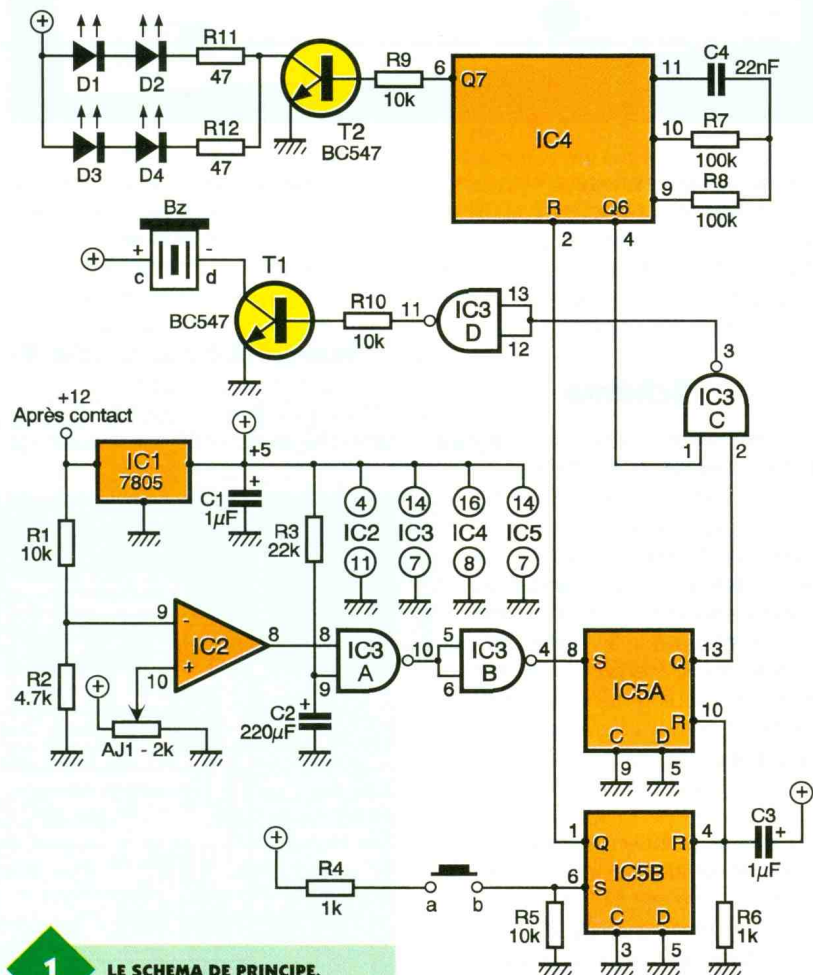 R11
47
D1
D2
R12
47
D3
D4
T2
BC547
R9
10k
6
Q7
IC4
R
Q6
2
4
11
10
9
C4
22nF
R7
100k
R8
100k
Bz
+
-
c
d
T1
BC547
R10
10k
11
IC3
D
13
12
3
IC3
C
1
2
+12
Après contact
IC1
7805
+5
C1
1µF
+
R3
22k
4
IC2
11
14
IC3
7
16
IC4
8
14
IC5
7
R1
10k
R2
4.7k
9
-
+
10
IC2
8
AJ1 - 2k
8
9
IC3
A
10
C2
220µF
+
5
6
IC3
B
4
8
S
Q
13
IC5A
R
10
C
D
9
5
1
Q
R
4
IC5B
6
S
C
D
3
5
C3
1µF
+
R4
1k
a
b
R5
10k
R6
1k
1
LE SCHEMA DE PRINCIPE.